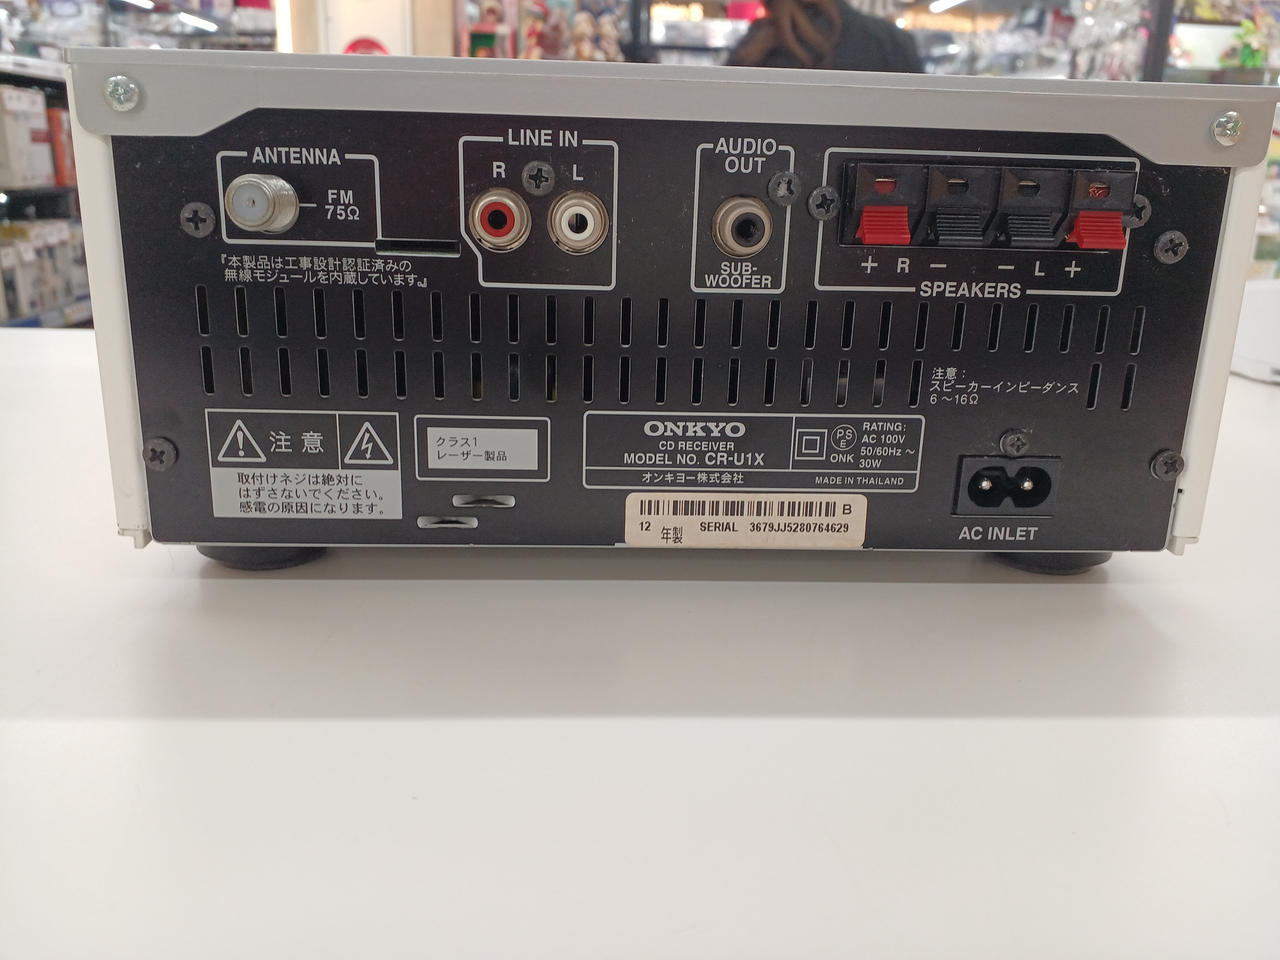 ANTENNA
FM
75Ω
LINE IN
R L
AUDIO
OUT
SUB-
WOOFER
+ R − − L +
SPEAKERS
『本製品は工事設計認証済みの
無線モジュールを内蔵しています。』
注意：
スピーカーインピーダンス
6～16Ω
注意
取付けネジは絶対に
はずさないでください。
感電の原因になります。
クラス1
レーザー製品
ONKYO
CD RECEIVER
MODEL NO. CR-U1X
オンキヨー株式会社
PS
E
ONK
RATING:
AC 100V
50/60Hz ～
30W
MADE IN THAILAND
B
12 年製 SERIAL 3679JJ5280764629
AC INLET